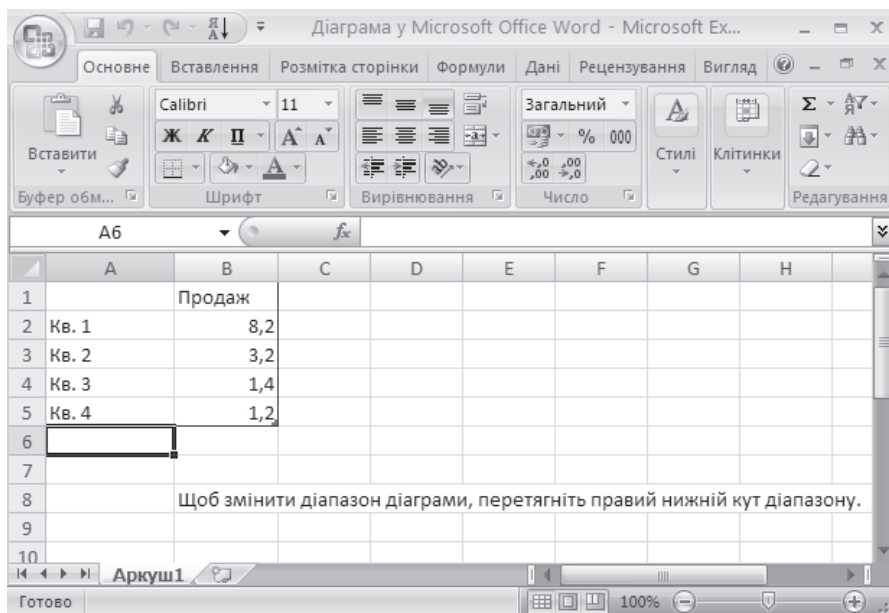 Діаграма у Microsoft Office Word - Microsoft Ex...
Основне Вставлення Розмітка сторінки Формули Дані Рецензування Вигляд
Calibri 11 Загальний
Ж К П А А % 000
Вставити А Стилі Клітинки
Буфер обм... Шрифт Вирівнювання Число Редагування
A6 fx
A B C D E F G H
1 Продаж
2 Кв. 1 8,2
3 Кв. 2 3,2
4 Кв. 3 1,4
5 Кв. 4 1,2
6
7
8 Щоб змінити діапазон діаграми, перетягніть правий нижній кут діапазону.
9
10
Аркуш1
Готово 100%